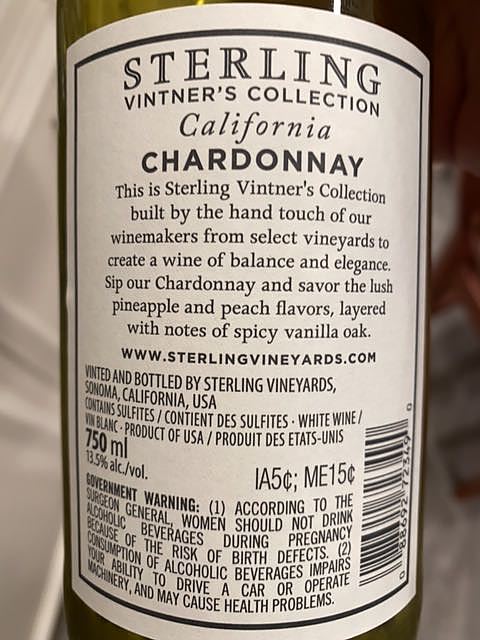 STERLING
VINTNER'S COLLECTION
California
CHARDONNAY
This is Sterling Vintner's Collection
built by the hand touch of our
winemakers from select vineyards to
create a wine of balance and elegance.
Sip our Chardonnay and savor the lush
pineapple and peach flavors, layered
with notes of spicy vanilla oak.
WWW.STERLINGVINEYARDS.COM
VINTED AND BOTTLED BY STERLING VINEYARDS,
SONOMA, CALIFORNIA, USA
CONTAINS SULFITES / CONTIENT DES SULFITES · WHITE WINE /
VIN BLANC · PRODUCT OF USA / PRODUIT DES ETATS-UNIS
750 ml
13.5% alc./vol.
IA5¢; ME15¢
GOVERNMENT WARNING: (1) ACCORDING TO THE
SURGEON GENERAL, WOMEN SHOULD NOT DRINK
ALCOHOLIC BEVERAGES DURING PREGNANCY
BECAUSE OF THE RISK OF BIRTH DEFECTS. (2)
CONSUMPTION OF ALCOHOLIC BEVERAGES IMPAIRS
YOUR ABILITY TO DRIVE A CAR OR OPERATE
MACHINERY, AND MAY CAUSE HEALTH PROBLEMS.